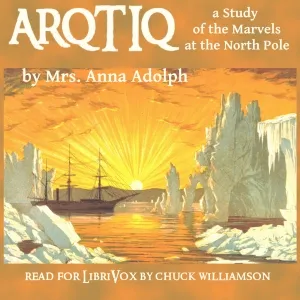 ARQTIQ
a Study
of the Marvels
at the North Pole
by Mrs. Anna Adolph
READ FOR LIBRIVOX BY CHUCK WILLIAMSON